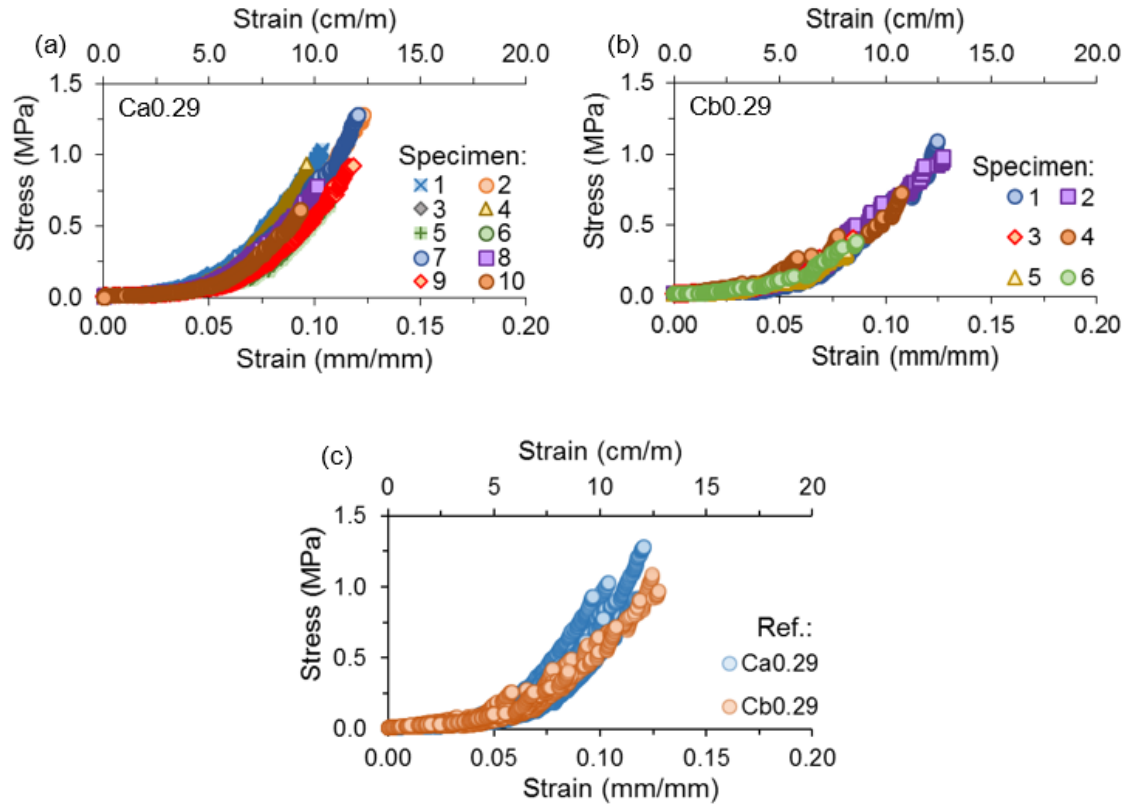 Strain (cm/m)
(a) 0.0 5.0 10.0 15.0 20.0
Stress (MPa)
1.5
1.0
0.5
0.0
Ca0.29
Specimen:
1 2
3 4
5 6
7 8
9 10
0.00 0.05 0.10 0.15 0.20
Strain (mm/mm)
Strain (cm/m)
(b) 0.0 5.0 10.0 15.0 20.0
Stress (MPa)
1.5
1.0
0.5
0.0
Cb0.29
Specimen:
1 2
3 4
5 6
0.00 0.05 0.10 0.15 0.20
Strain (mm/mm)
(c) Strain (cm/m)
0 5 10 15 20
Stress (MPa)
1.5
1.0
0.5
0.0
Ref.:
Ca0.29
Cb0.29
0.00 0.05 0.10 0.15 0.20
Strain (mm/mm)